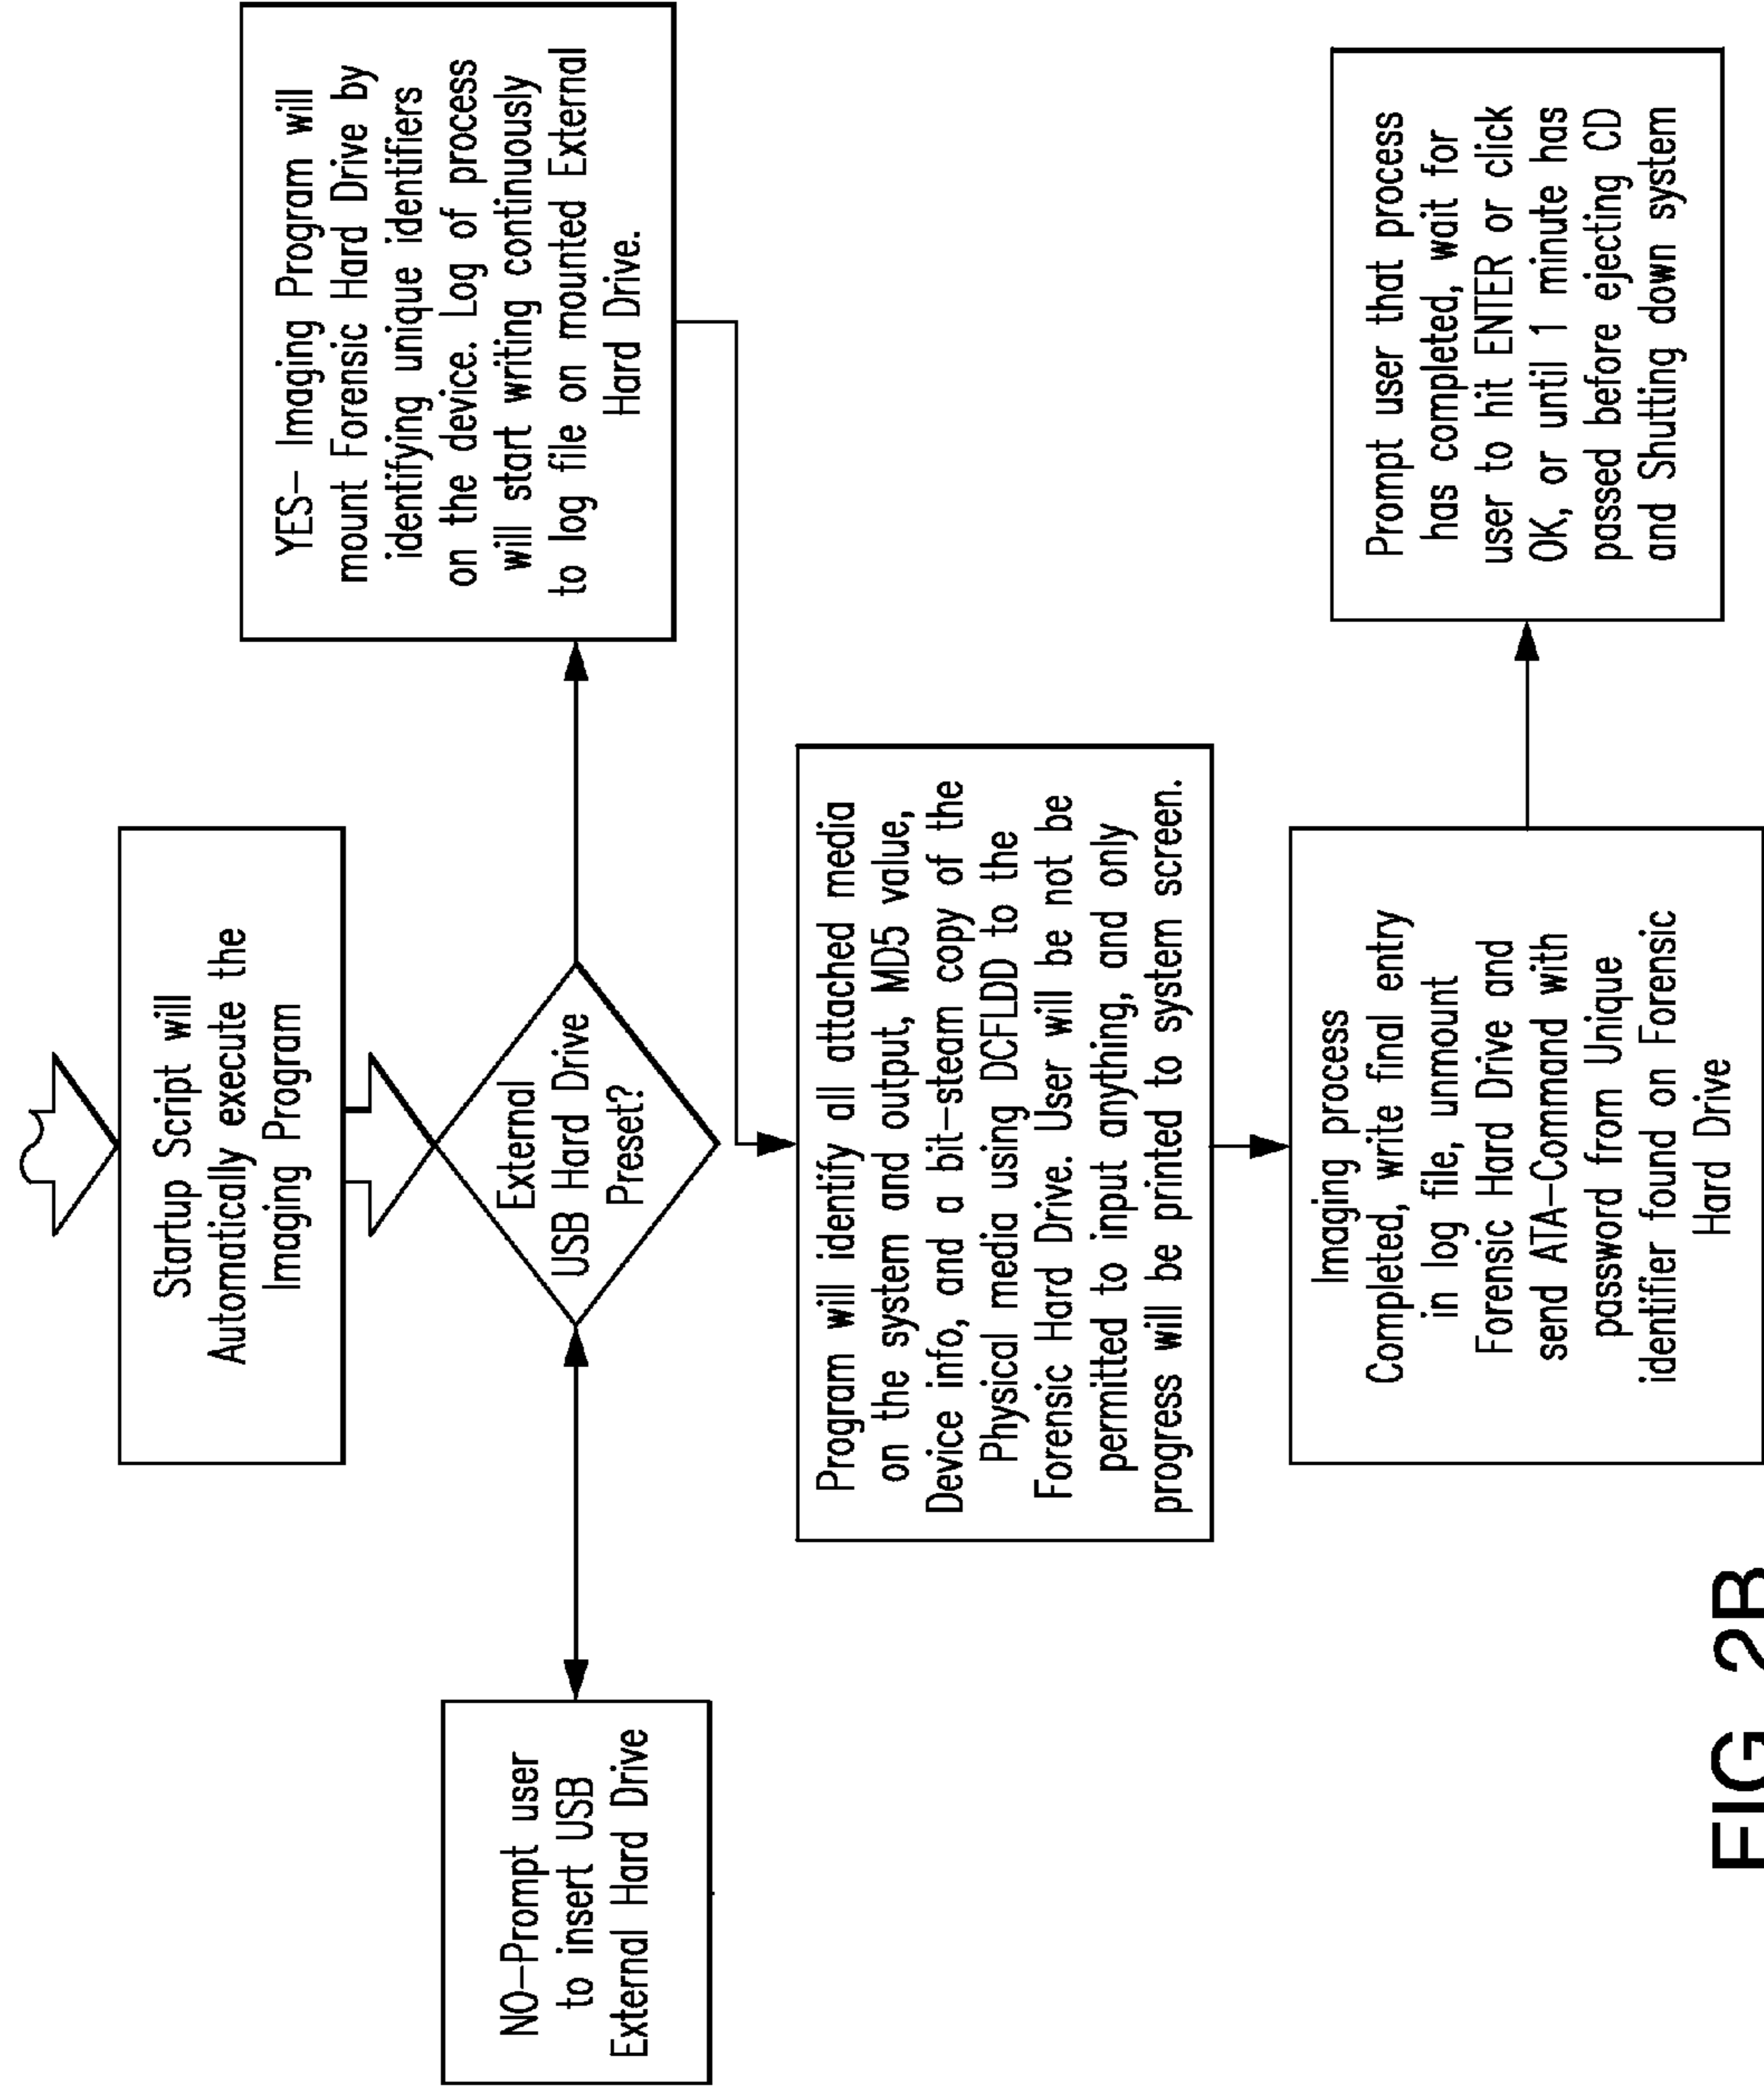 Startup Script will
Automatically execute the
Imaging Program
External
USB Hard Drive
Preset?
NO-Prompt user
to insert USB
External Hard Drive
YES- Imaging Program will
mount Forensic Hard Drive by
identifying unique identifiers
on the device. Log of process
will start writing continuously
to log file on mounted External
Hard Drive.
Program will identify all attached media
on the system and output, MD5 value,
Device info, and a bit-steam copy of the
Physical media using DCFLDD to the
Forensic Hard Drive. User will be not be
permitted to input anything, and only
progress will be printed to system screen.
Imaging process
Completed, write final entry
in log file, unmount
Forensic Hard Drive and
send ATA-Command with
password from Unique
identifier found on Forensic
Hard Drive
Prompt user that process
has completed, wait for
user to hit ENTER or click
OK, or until 1 minute has
passed before ejecting CD
and Shutting down system
FIG 2B